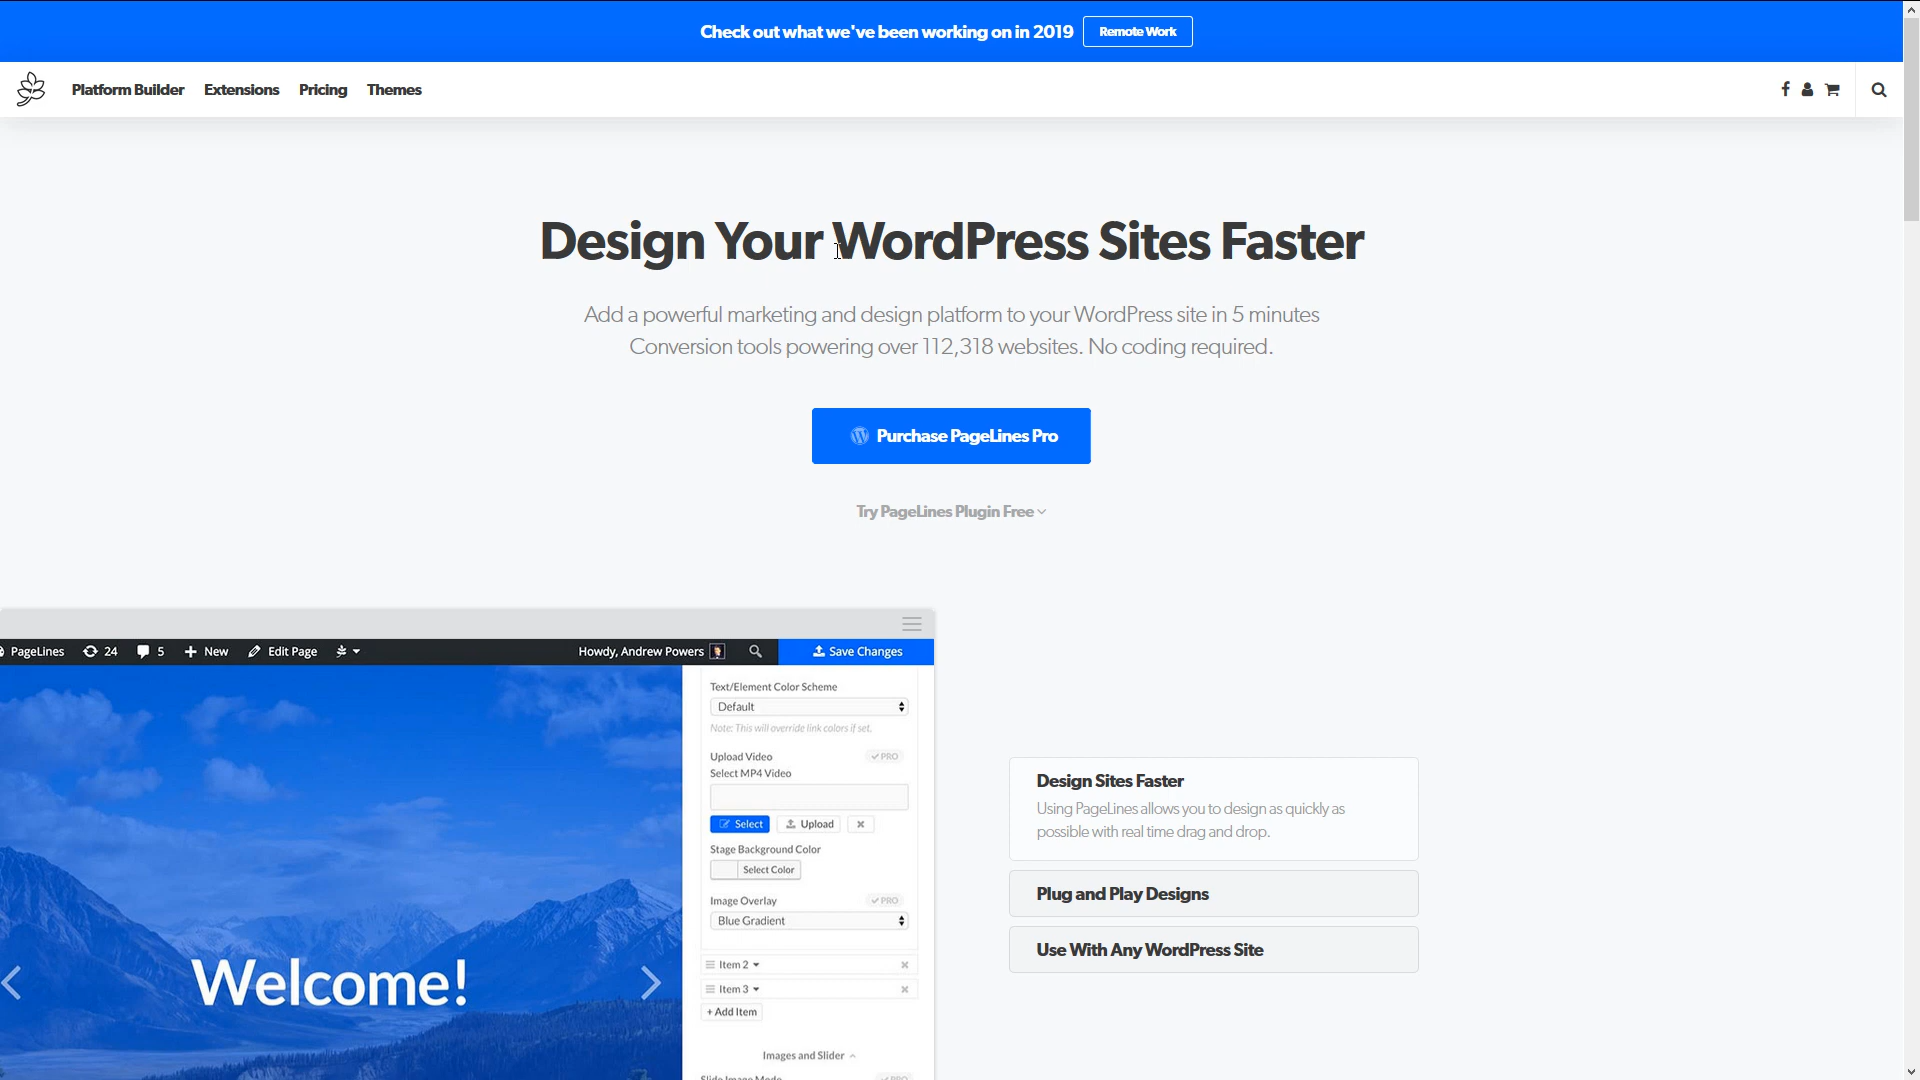 Check out what we've been working on in 2019 Remote Work
Platform Builder Extensions Pricing Themes
Design Your WordPress Sites Faster
Add a powerful marketing and design platform to your WordPress site in 5 minutes
Conversion tools powering over 112,318 websites. No coding required.
Purchase PageLines Pro
Try PageLines Plugin Free
PageLines 24 5 New Edit Page Howdy, Andrew Powers Save Changes
Text/Element Color Scheme
Default
Note: This will override link colors if set.
Upload Video PRO
Select MP4 Video
Select Upload
Stage Background Color
Select Color
Image Overlay PRO
Blue Gradient
Item 2
Item 3
+ Add Item
Images and Slider
Slide Image Mode PRO
Welcome!
Design Sites Faster
Using PageLines allows you to design as quickly as
possible with real time drag and drop.
Plug and Play Designs
Use With Any WordPress Site